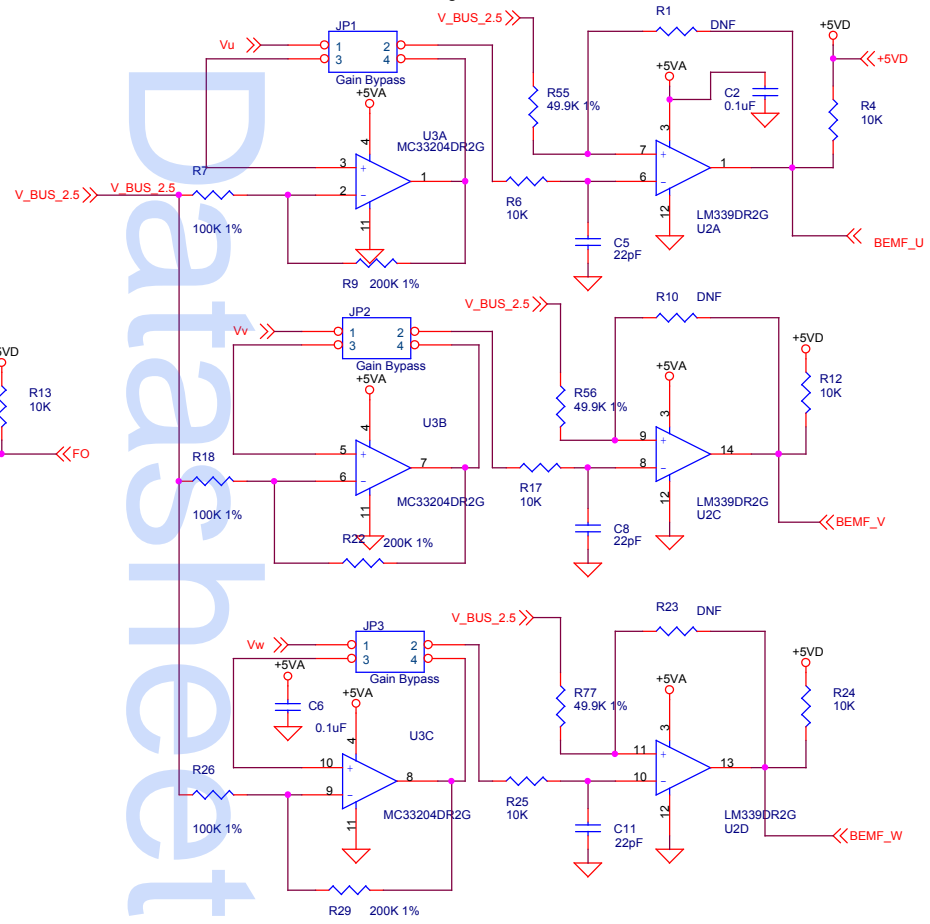 V_BUS_2.5
R1
DNF
+5VD
JP1
Vu
1
2
3
4
Gain Bypass
+5VA
+5VA
+5VD
R55
49.9K 1%
C2
0.1uF
R4
10K
U3A
MC33204DR2G
4
3
2
1
11
R7
V_BUS_2.5
V_BUS_2.5
100K 1%
R9
200K 1%
R6
10K
C5
22pF
3
7
6
1
12
LM339DR2G
U2A
BEMF_U
V_BUS_2.5
R10
DNF
JP2
Vv
1
2
3
4
Gain Bypass
+5VA
+5VA
+5VD
5VD
R13
10K
FO
R56
49.9K 1%
R12
10K
U3B
MC33204DR2G
4
5
6
7
11
R18
100K 1%
R22
200K 1%
R17
10K
C8
22pF
3
9
8
14
12
LM339DR2G
U2C
BEMF_V
V_BUS_2.5
R23
DNF
JP3
Vw
1
2
3
4
Gain Bypass
+5VA
+5VA
+5VA
+5VD
C6
0.1uF
R77
49.9K 1%
R24
10K
U3C
MC33204DR2G
4
10
9
8
11
R26
100K 1%
R29
200K 1%
R25
10K
C11
22pF
3
11
10
13
12
LM339DR2G
U2D
BEMF_W
Datasheet